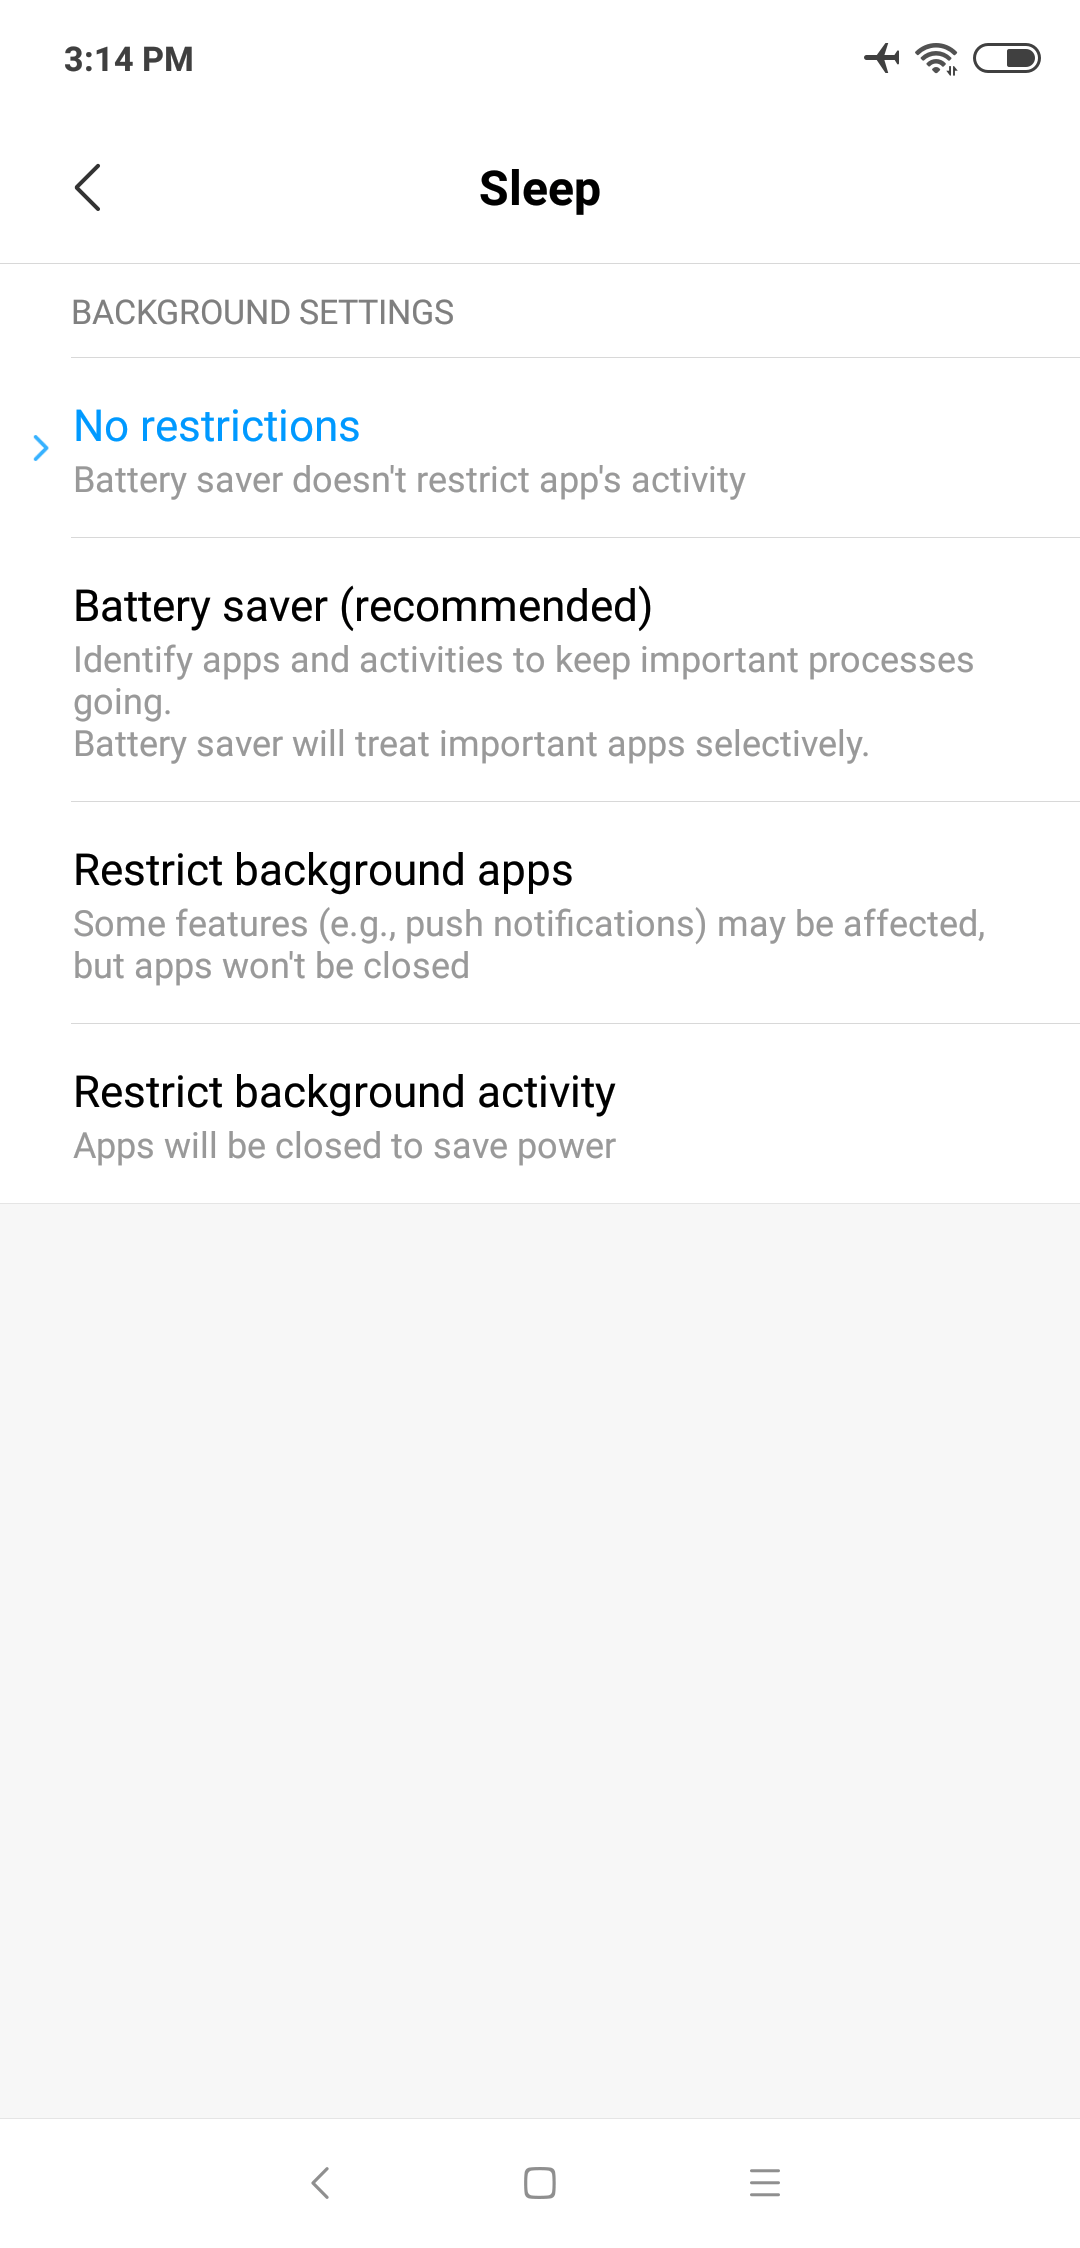 3:14 PM
Sleep
BACKGROUND SETTINGS
No restrictions
Battery saver doesn't restrict app's activity
Battery saver (recommended)
Identify apps and activities to keep important processes
going.
Battery saver will treat important apps selectively.
Restrict background apps
Some features (e.g., push notifications) may be affected,
but apps won't be closed
Restrict background activity
Apps will be closed to save power